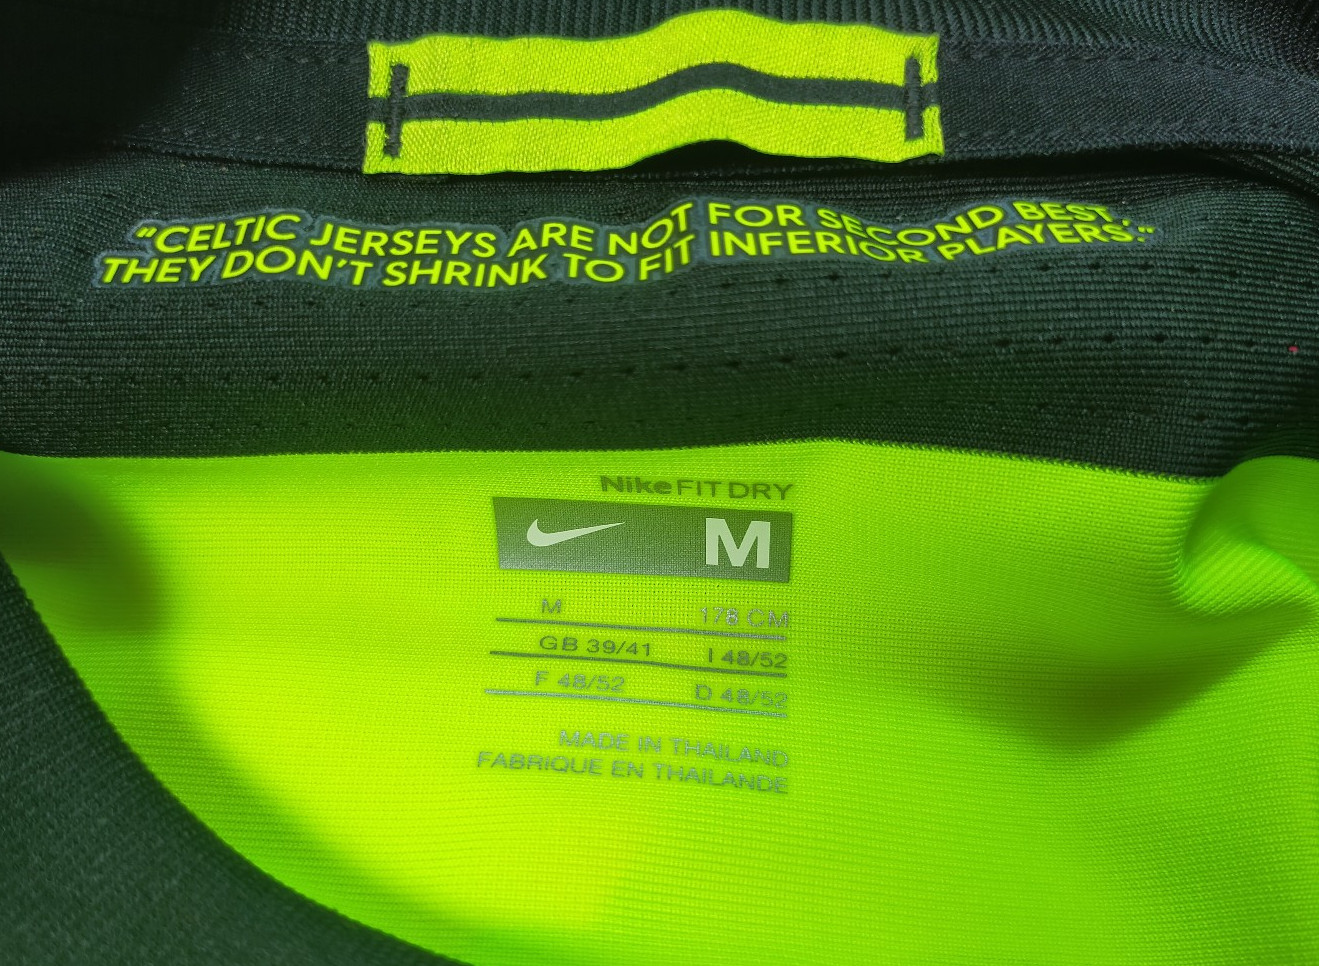 "CELTIC JERSEYS ARE NOT FOR SECOND BEST,
THEY DON'T SHRINK TO FIT INFERIOR PLAYERS."
Nike FIT DRY
M
M 178 CM
GB 39/41 I 48/52
F 48/52 D 48/52
MADE IN THAILAND
FABRIQUE EN THAILANDE